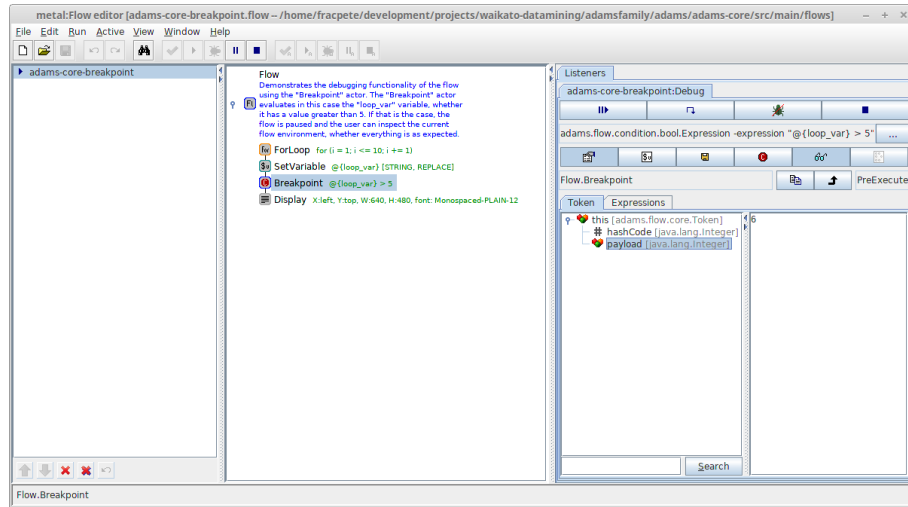 metal:Flow editor [adams-core-breakpoint.flow -- /home/fracpete/development/projects/waikato-datamining/adamsfamily/adams/adams-core/src/main/flows]
File Edit Run Active View Window Help
adams-core-breakpoint
Flow
Demonstrates the debugging functionality of the flow
using the "Breakpoint" actor. The "Breakpoint" actor
evaluates in this case the "loop_var" variable, whether
it has a value greater than 5. If that is the case, the
flow is paused and the user can inspect the current
flow environment, whether everything is as expected.
ForLoop for (i = 1; i <= 10; i += 1)
SetVariable @{loop_var} [STRING, REPLACE]
Breakpoint @{loop_var} > 5
Display X:left, Y:top, W:640, H:480, font: Monospaced-PLAIN-12
Listeners
adams-core-breakpoint:Debug
adams.flow.condition.bool.Expression -expression "@{loop_var} > 5" ...
Flow.Breakpoint PreExecute
Token Expressions
this [adams.flow.core.Token] 6
# hashCode [java.lang.Integer]
payload [java.lang.Integer]
Search
Flow.Breakpoint